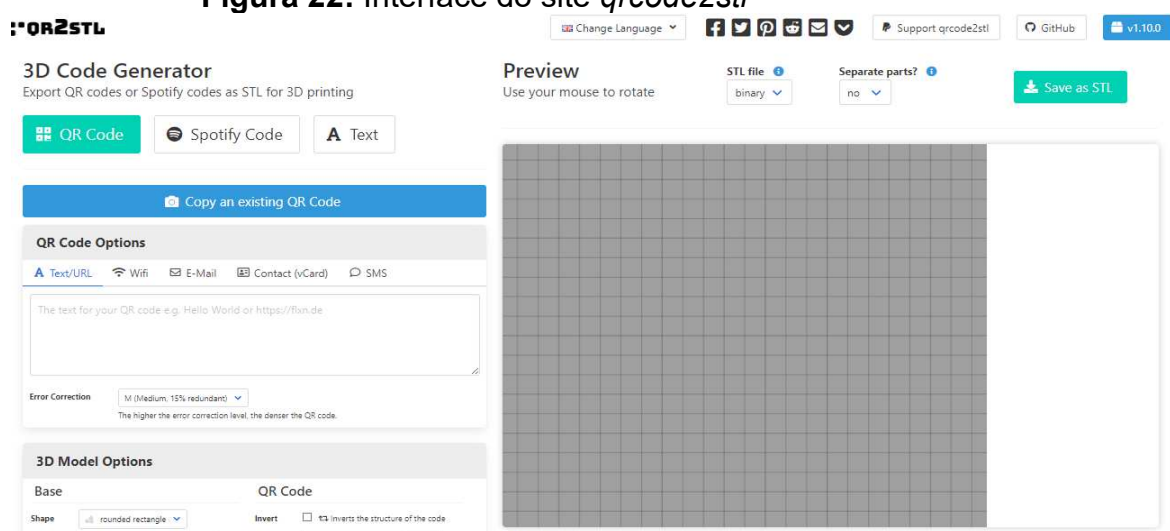 Figura 22: Interface do site qrcode2stl
QR2STL
Change Language
Support qrcode2stl
GitHub
v1.10.0
3D Code Generator
Export QR codes or Spotify codes as STL for 3D printing
QR Code
Spotify Code
A Text
Preview
Use your mouse to rotate
STL file
binary
Separate parts?
no
Save as STL
Copy an existing QR Code
QR Code Options
A Text/URL
Wifi
E-Mail
Contact (vCard)
SMS
The text for your QR code e.g. Hello World or https://flxn.de
Error Correction
M (Medium, 15% redundant)
The higher the error correction level, the denser the QR code.
3D Model Options
Base
Shape
rounded rectangle
QR Code
Invert
inverts the structure of the code